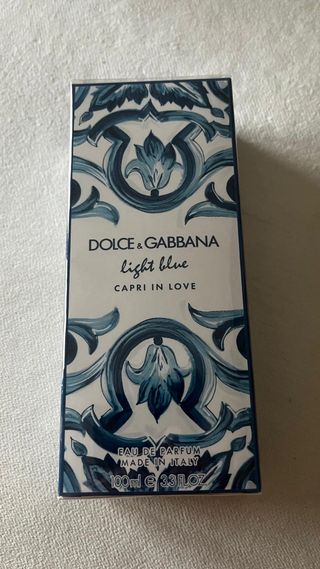 DOLCE & GABBANA
light blue
CAPRI IN LOVE
EAU DE PARFUM
MADE IN ITALY
100ml ℮ 3.3 FL.OZ.